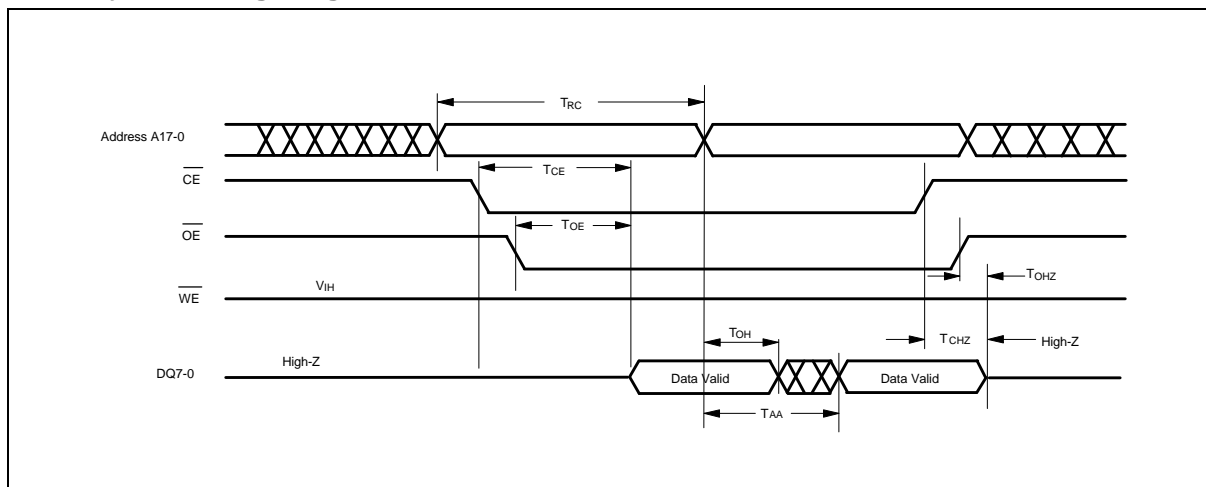 TRC
Address A17-0
TCE
CE
TOE
OE
TOHZ
VIH
WE
TOH
TCHZ
High-Z
High-Z
DQ7-0
Data Valid
Data Valid
TAA